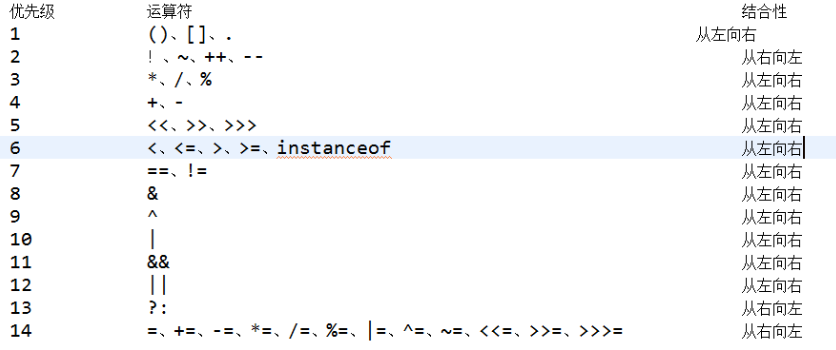 优先级 运算符 结合性
1 ()、[]、. 从左向右
2 ! 、~、++、-- 从右向左
3 *、/、% 从左向右
4 +、- 从左向右
5 <<、>>、>>> 从左向右
6 <、<=、>、>=、instanceof 从左向右
7 ==、!= 从左向右
8 & 从左向右
9 ^ 从左向右
10 | 从左向右
11 && 从左向右
12 || 从左向右
13 ?: 从右向左
14 =、+=、-=、*=、/=、%=、|=、^=、~=、<<=、>>=、>>>= 从右向左